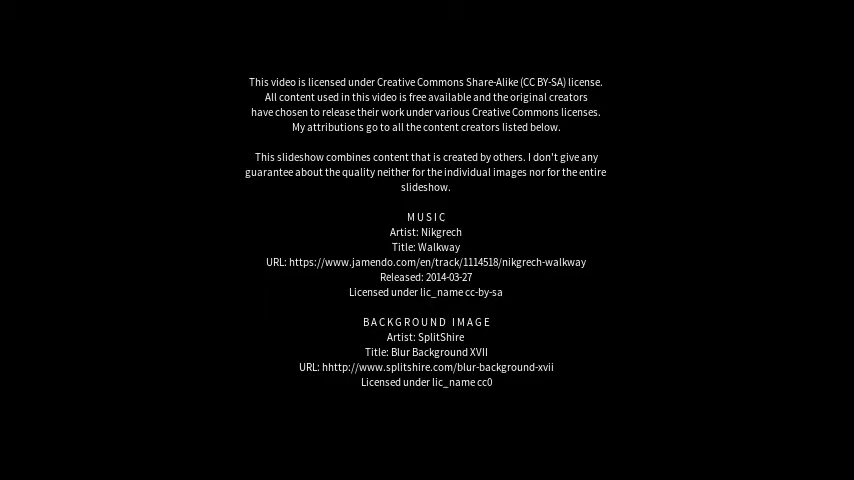 This video is licensed under Creative Commons Share-Alike (CC BY-SA) license.
All content used in this video is free available and the original creators
have chosen to release their work under various Creative Commons licenses.
My attributions go to all the content creators listed below.
This slideshow combines content that is created by others. I don't give any
guarantee about the quality neither for the individual images nor for the entire
slideshow.
MUSIC
Artist: Nikgrech
Title: Walkway
URL: https://www.jamendo.com/en/track/1114518/nikgrech-walkway
Released: 2014-03-27
Licensed under lic_name cc-by-sa
BACKGROUND IMAGE
Artist: SplitShire
Title: Blur Background XVII
URL: hhttp://www.splitshire.com/blur-background-xvii
Licensed under lic_name cc0